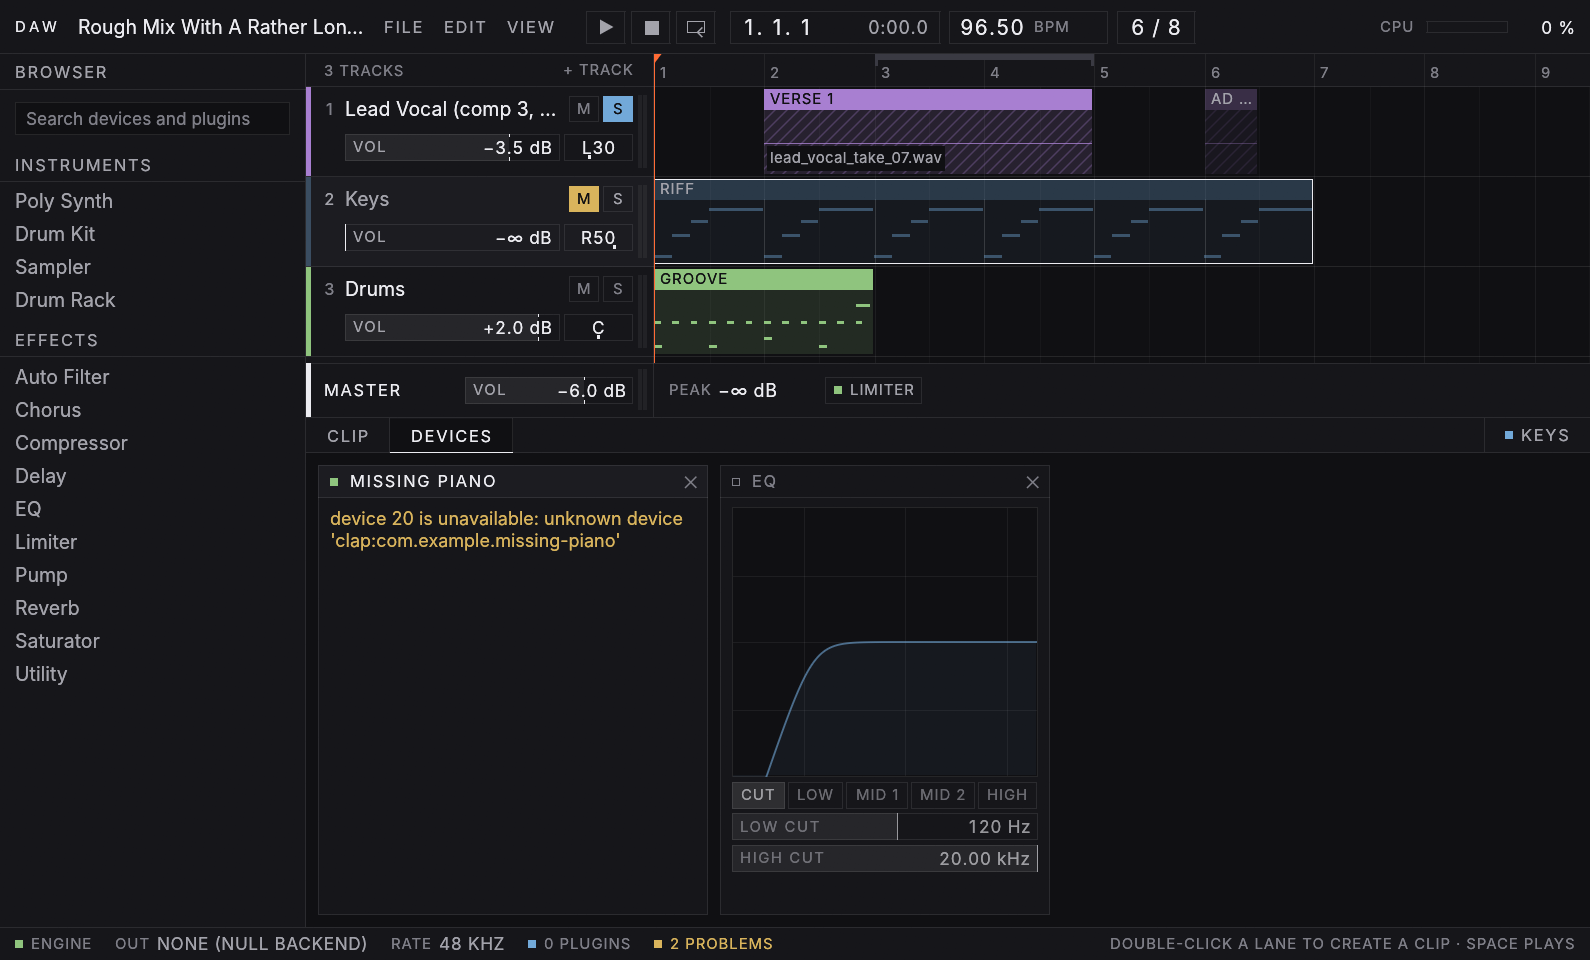 DAW Rough Mix With A Rather Lon... FILE EDIT VIEW 1. 1. 1 0:00.0 96.50 BPM 6 / 8 CPU 0 %
BROWSER
Search devices and plugins
INSTRUMENTS
Poly Synth
Drum Kit
Sampler
Drum Rack
EFFECTS
Auto Filter
Chorus
Compressor
Delay
EQ
Limiter
Pump
Reverb
Saturator
Utility
3 TRACKS + TRACK
1 2 3 4 5 6 7 8 9
1 Lead Vocal (comp 3, ... M S
VOL −3.5 dB L30
VERSE 1
lead_vocal_take_07.wav
AD ...
2 Keys M S
VOL −∞ dB R50
RIFF
3 Drums M S
VOL +2.0 dB C
GROOVE
MASTER VOL −6.0 dB PEAK −∞ dB LIMITER
CLIP DEVICES KEYS
MISSING PIANO
device 20 is unavailable: unknown device
'clap:com.example.missing-piano'
EQ
CUT LOW MID 1 MID 2 HIGH
LOW CUT 120 Hz
HIGH CUT 20.00 kHz
ENGINE OUT NONE (NULL BACKEND) RATE 48 KHZ 0 PLUGINS 2 PROBLEMS DOUBLE-CLICK A LANE TO CREATE A CLIP · SPACE PLAYS